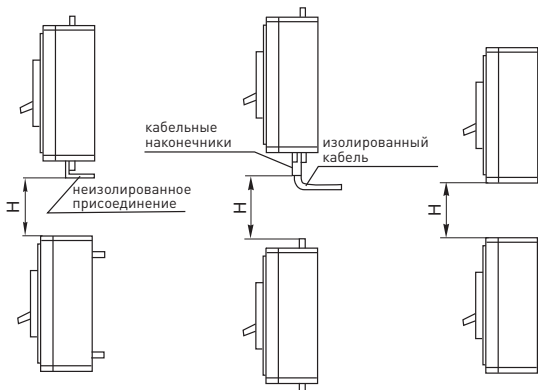 кабельные
наконечники
изолированный
кабель
неизолированное
присоединение
H
H
H